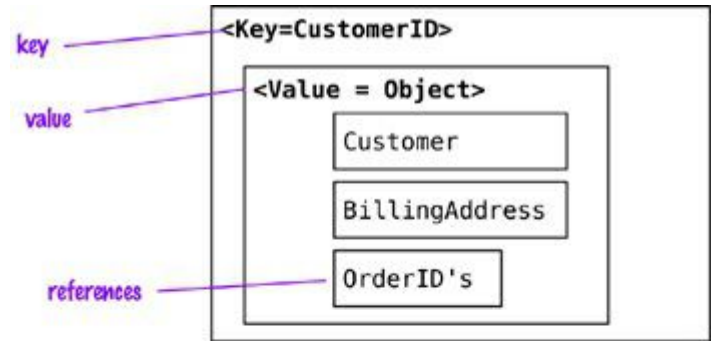 key
<Key=CustomerID>
value
<Value = Object>
Customer
BillingAddress
references
OrderID's